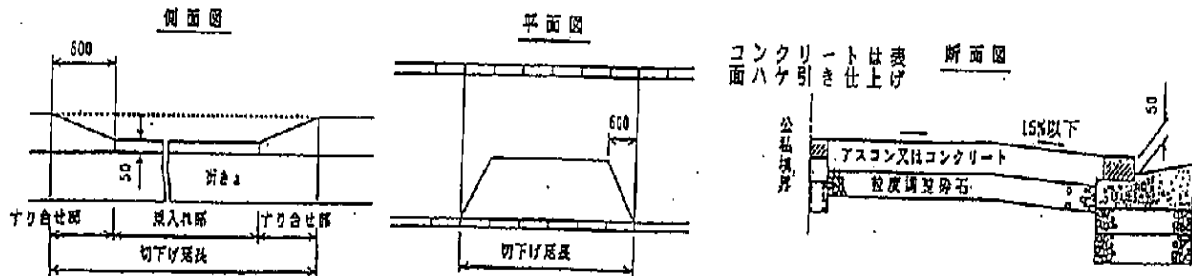 側面図
600
50
街きょ
すり合せ部
乗入れ部
すり合せ部
切下げ延長
平面図
600
切下げ延長
コンクリートは表
面ハケ引き仕上げ
断面図
公私境界
50
15%以下
アスコン又はコンクリート
粒度調整砕石